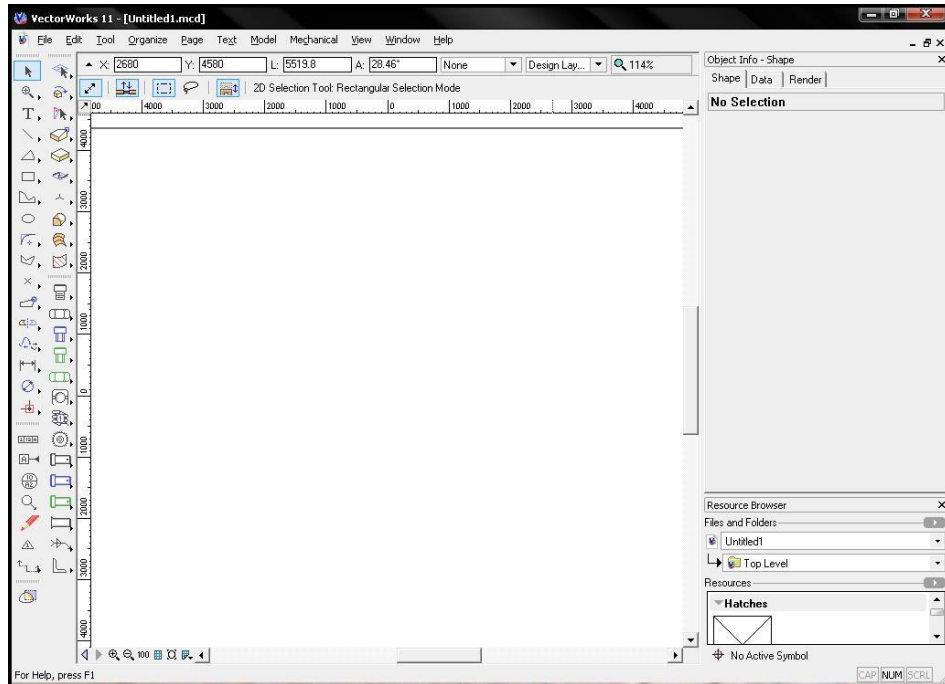 VectorWorks 11 - [Untitled1.mcd]
File Edit Tool Organize Page Text Model Mechanical View Window Help
X: 2680 Y: 4580 L: 5519.8 A: 28.46° None Design Lay... 114%
2D Selection Tool: Rectangular Selection Mode
00 4000 3000 2000 1000 0 1000 2000 3000 4000
4000
3000
2000
1000
0
1000
2000
3000
4000
100
For Help, press F1
Object Info - Shape
Shape Data Render
No Selection
Resource Browser
Files and Folders
Untitled1
Top Level
Resources
Hatches
No Active Symbol
CAP NUM SCRL